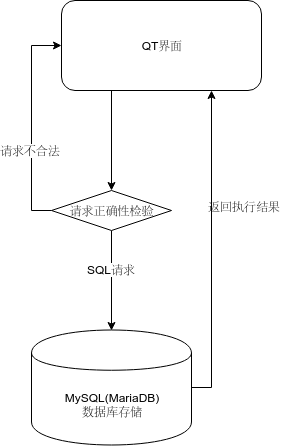 QT界面
请求不合法
请求正确性检验
返回执行结果
SQL请求
MySQL(MariaDB)
数据库存储